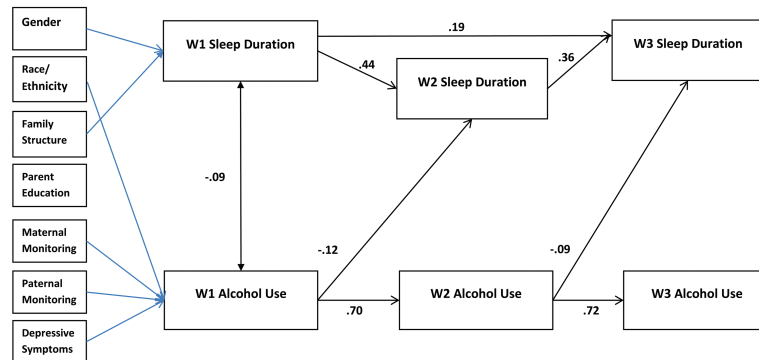 Gender
Race/
Ethnicity
Family
Structure
Parent
Education
Maternal
Monitoring
Paternal
Monitoring
Depressive
Symptoms
W1 Sleep Duration
.19
W3 Sleep Duration
.44
W2 Sleep Duration
.36
-.09
-.12
-.09
W1 Alcohol Use
.70
W2 Alcohol Use
.72
W3 Alcohol Use